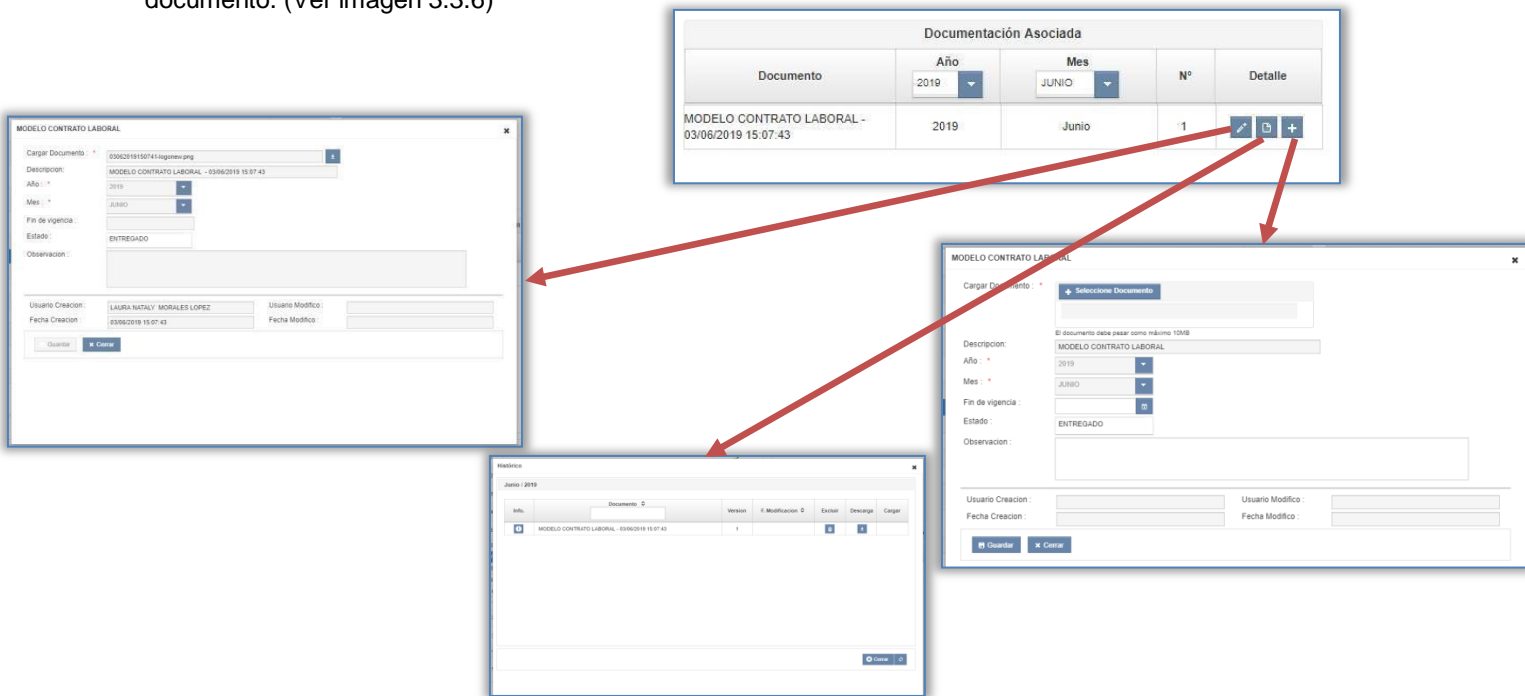 documento. (Ver imagen 3.3.6)
Documentación Asociada
Documento
Año
2019
Mes
JUNIO
N°
Detalle
MODELO CONTRATO LABORAL -
03/06/2019 15:07:43
2019
Junio
1
MODELO CONTRATO LABORAL
Cargar Documento : *
03062019150741-logonew.png
Descripcion:
MODELO CONTRATO LABORAL - 03/06/2019 15:07:43
Año : *
2019
Mes : *
JUNIO
Fin de vigencia :
Estado :
ENTREGADO
Observacion :
Usuario Creacion :
LAURA NATALY MORALES LOPEZ
Usuario Modifico :
Fecha Creacion :
03/06/2019 15:07:43
Fecha Modifico :
Guardar
Cerrar
MODELO CONTRATO LABORAL
Cargar Documento : *
Seleccione Documento
El documento debe pesar como máximo 10MB
Descripcion:
MODELO CONTRATO LABORAL
Año : *
2019
Mes : *
JUNIO
Fin de vigencia :
Estado :
ENTREGADO
Observacion :
Usuario Creacion :
Usuario Modifico :
Fecha Creacion :
Fecha Modifico :
Guardar
Cerrar
Histórico
Junio / 2019
Info.
Documento
Version
F. Modificacion
Excluir
Descarga
Cargar
MODELO CONTRATO LABORAL - 03/06/2019 15:07:43
1
Cerrar